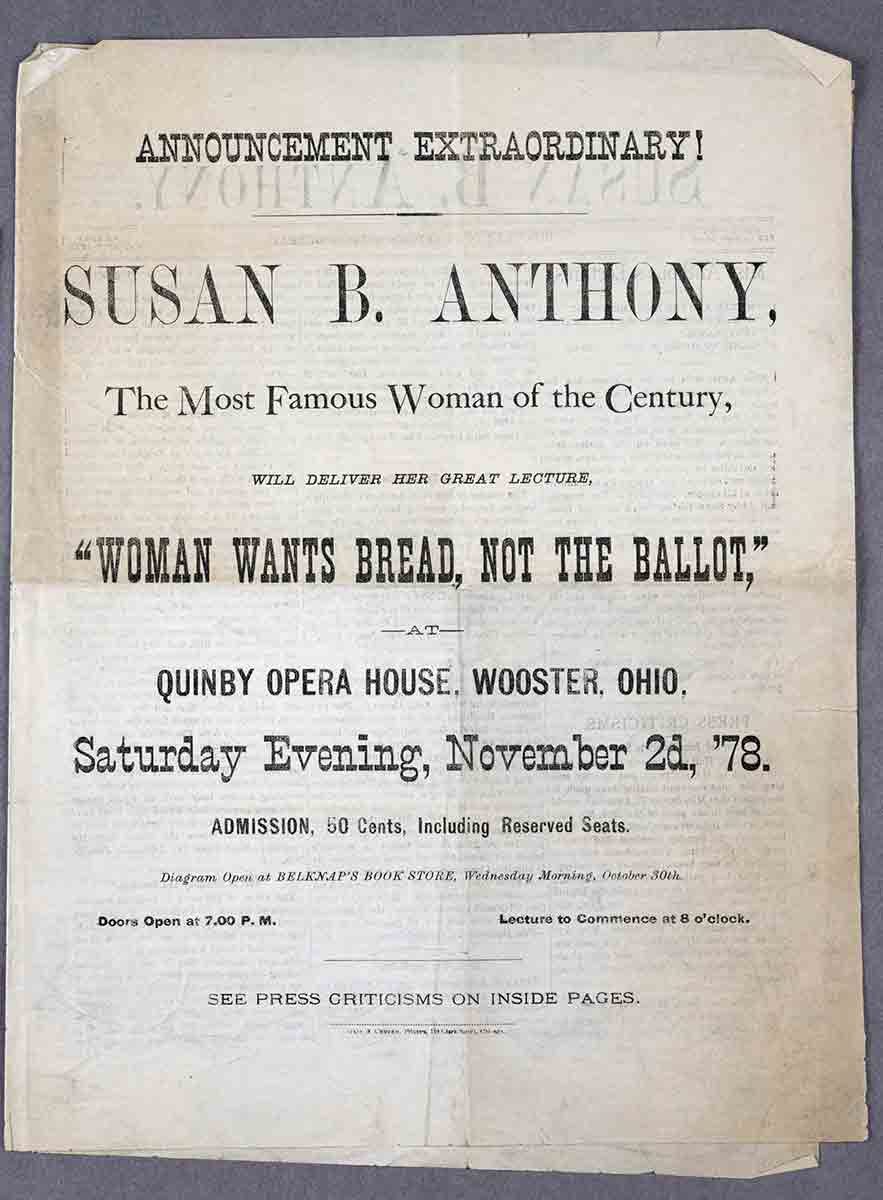 ANNOUNCEMENT EXTRAORDINARY!
SUSAN B. ANTHONY,
The Most Famous Woman of the Century,
WILL DELIVER HER GREAT LECTURE,
“WOMAN WANTS BREAD, NOT THE BALLOT,”
—AT—
QUINBY OPERA HOUSE, WOOSTER, OHIO,
Saturday Evening, November 2d, ’78.
ADMISSION, 50 Cents, Including Reserved Seats.
Diagram Open at BELKNAP’S BOOK STORE, Wednesday Morning, October 30th.
Doors Open at 7.00 P. M.
Lecture to Commence at 8 o’clock.
SEE PRESS CRITICISMS ON INSIDE PAGES.